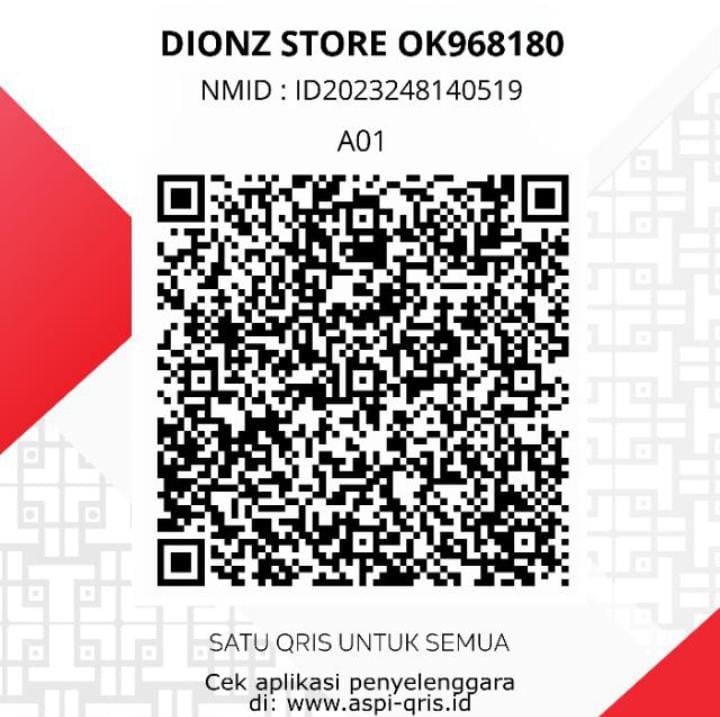 DIONZ STORE OK968180
NMID : ID2023248140519
A01
SATU QRIS UNTUK SEMUA
Cek aplikasi penyelenggara
di: www.aspi-qris.id